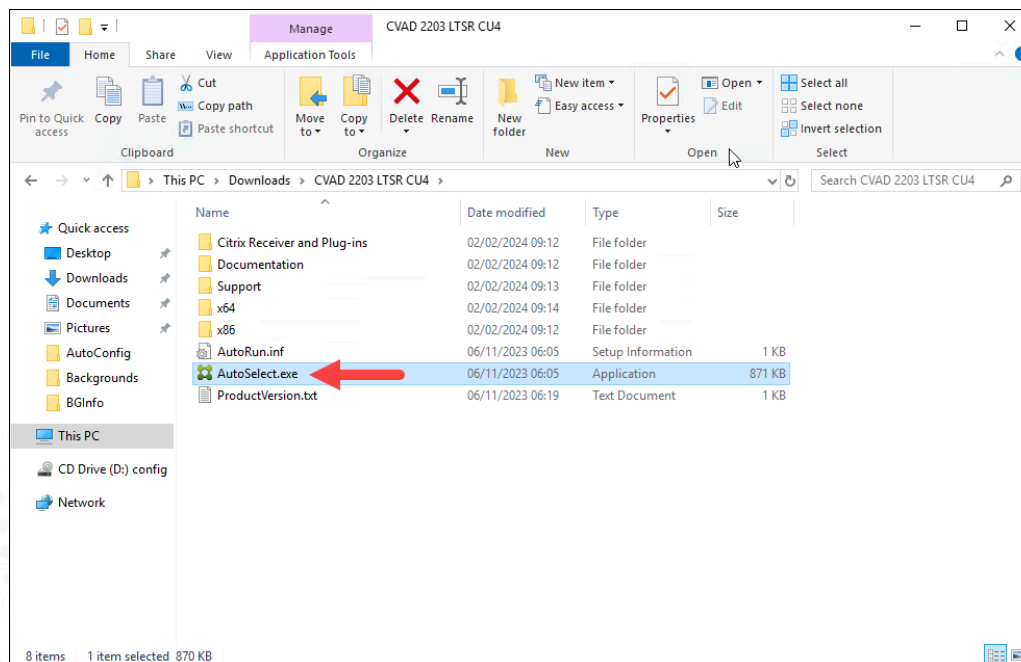 Manage
CVAD 2203 LTSR CU4
File Home Share View Application Tools
Pin to Quick access
Copy
Paste
Cut
Copy path
Paste shortcut
Clipboard
Move to
Copy to
Delete
Rename
Organize
New folder
New item
Easy access
New
Properties
Open
Edit
Open
Select all
Select none
Invert selection
Select
This PC > Downloads > CVAD 2203 LTSR CU4 >
Search CVAD 2203 LTSR CU4
Quick access
Desktop
Downloads
Documents
Pictures
AutoConfig
Backgrounds
BGInfo
This PC
CD Drive (D:) config
Network
Name Date modified Type Size
Citrix Receiver and Plug-ins 02/02/2024 09:12 File folder
Documentation 02/02/2024 09:12 File folder
Support 02/02/2024 09:13 File folder
x64 02/02/2024 09:14 File folder
x86 02/02/2024 09:12 File folder
AutoRun.inf 06/11/2023 06:05 Setup Information 1 KB
AutoSelect.exe 06/11/2023 06:05 Application 871 KB
ProductVersion.txt 06/11/2023 06:19 Text Document 1 KB
8 items 1 item selected 870 KB